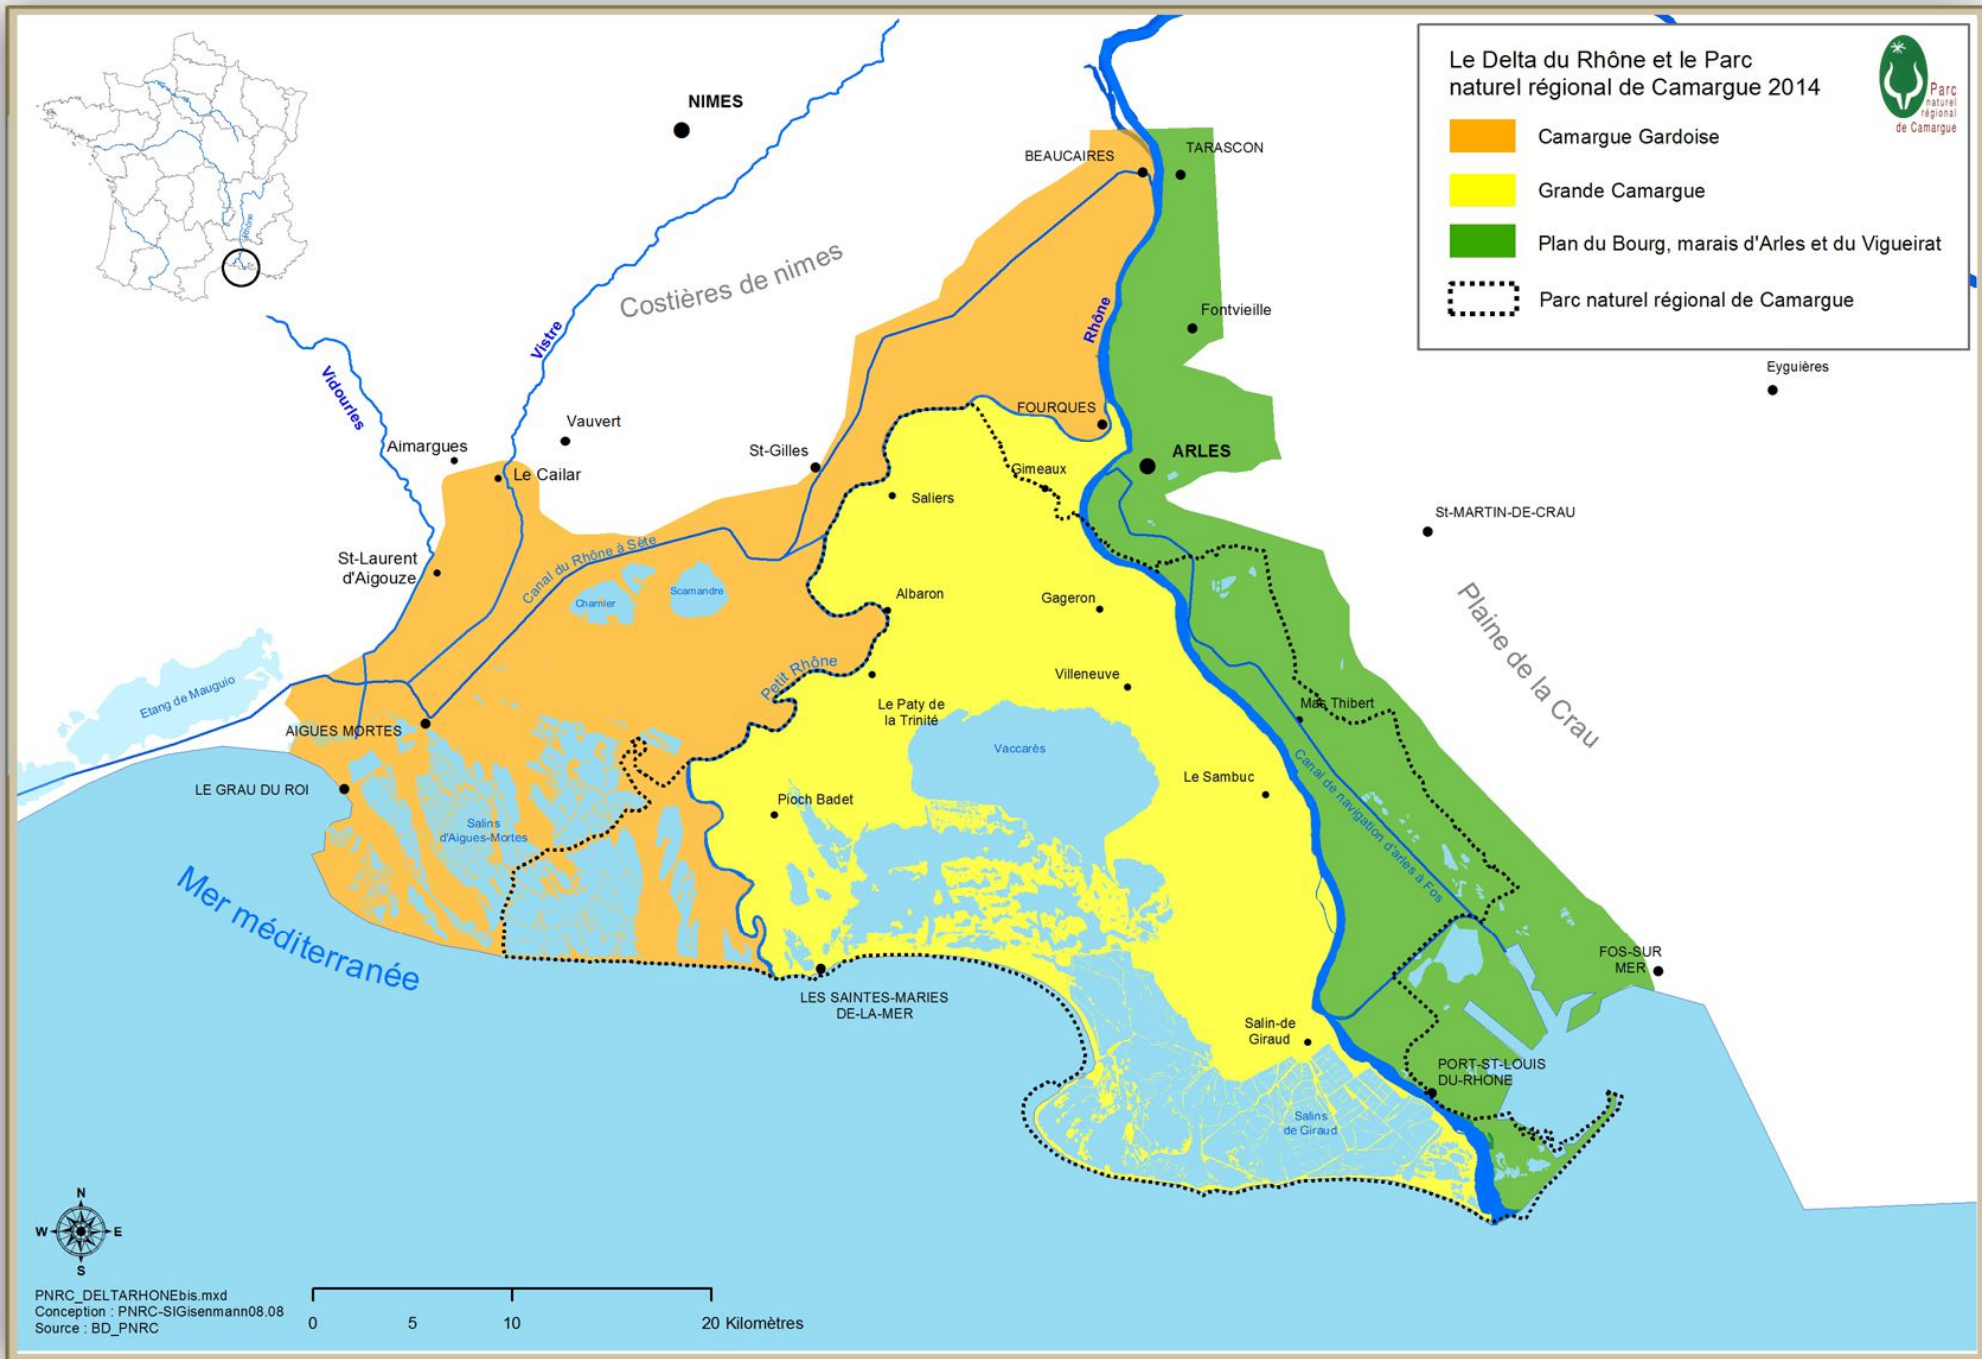 Le Delta du Rhône et le Parc
naturel régional de Camargue 2014
Parc
naturel
régional
de Camargue
Camargue Gardoise
Grande Camargue
Plan du Bourg, marais d'Arles et du Vigueirat
Parc naturel régional de Camargue
Rhône
NIMES
BEAUCAIRES
TARASCON
Costières de nimes
Vistre
Vidourles
Rhône
Fontvieille
Eyguières
Vauvert
Aimargues
Le Cailar
St-Gilles
FOURQUES
ARLES
Gimeaux
Saliers
St-MARTIN-DE-CRAU
St-Laurent
d'Aigouze
Canal du Rhône à Sète
Charnier
Scamandre
Albaron
Gageron
Plaine de la Crau
Petit Rhône
Villeneuve
Le Paty de
la Trinité
Mas Thibert
Etang de Mauguio
AIGUES MORTES
Vaccarès
Le Sambuc
Canal de navigation d'arles à Fos
LE GRAU DU ROI
Pioch Badet
Salins
d'Aigues-Mortes
Mer méditerranée
FOS-SUR
MER
LES SAINTES-MARIES
DE-LA-MER
Salin-de
Giraud
PORT-ST-LOUIS
DU-RHONE
Salins
de Giraud
N
W
E
S
PNRC_DELTARHONEbis.mxd
Conception : PNRC-SIGisenmann08.08
Source : BD_PNRC
0 5 10 20 Kilomètres